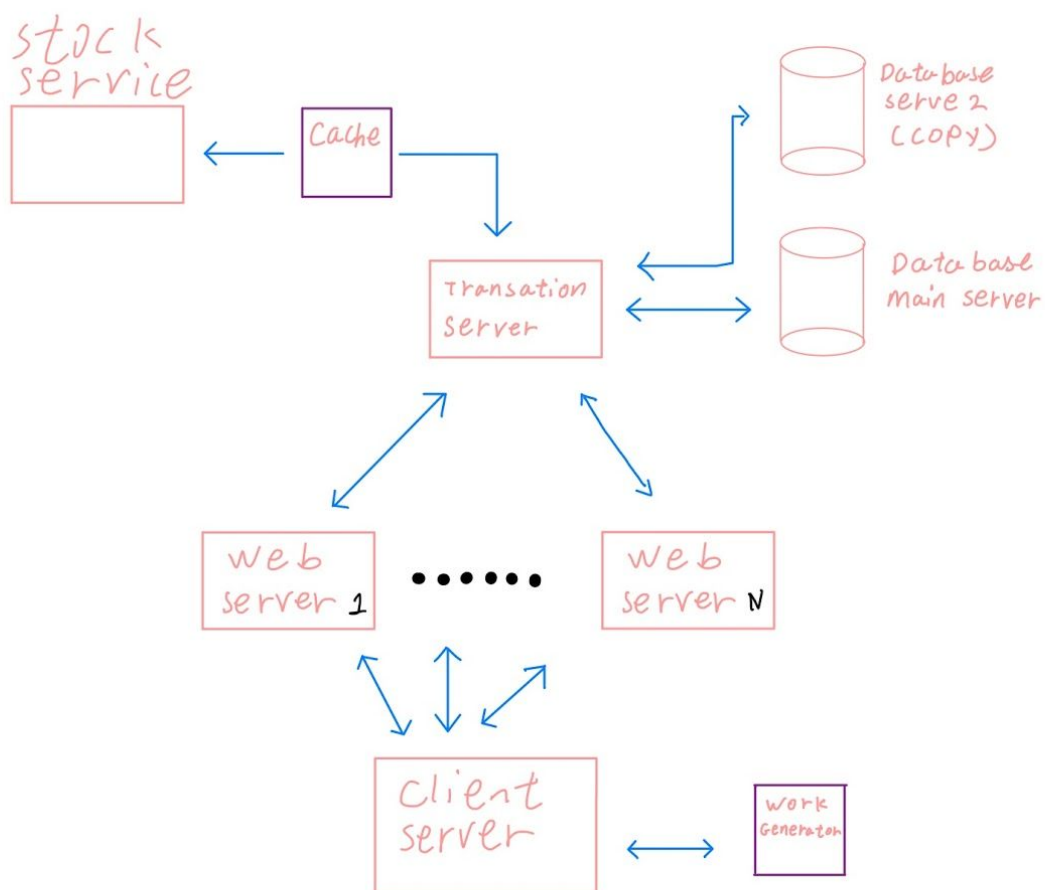 stock
service
Cache
Database
serve 2
(COPY)
Transation
server
Database
main server
web
server 1
web
server N
client
server
work
Generator